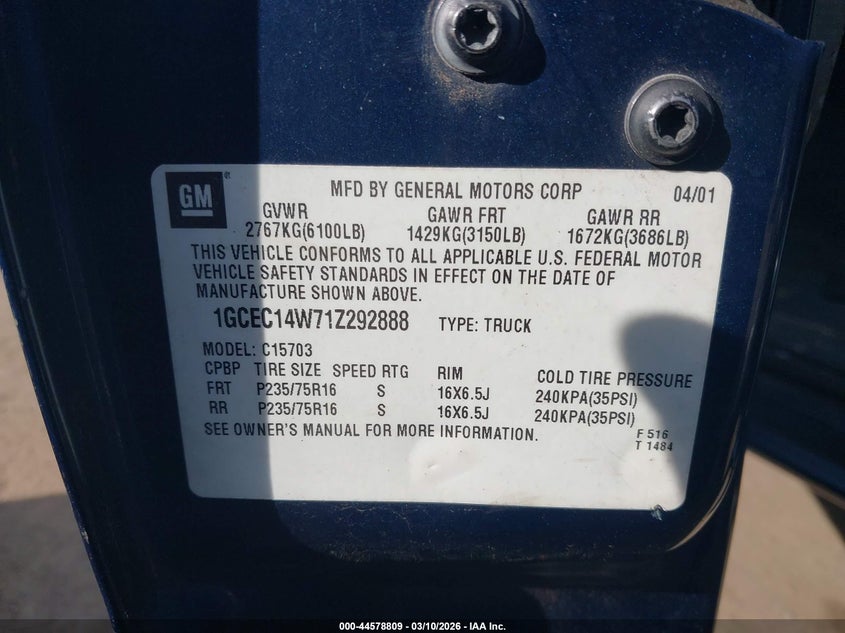 GM
MFD BY GENERAL MOTORS CORP 04/01
GVWR GAWR FRT GAWR RR
2767KG(6100LB) 1429KG(3150LB) 1672KG(3686LB)
THIS VEHICLE CONFORMS TO ALL APPLICABLE U.S. FEDERAL MOTOR
VEHICLE SAFETY STANDARDS IN EFFECT ON THE DATE OF
MANUFACTURE SHOWN ABOVE.
1GCEC14W71Z292888 TYPE: TRUCK
MODEL: C15703
CPBP TIRE SIZE SPEED RTG RIM COLD TIRE PRESSURE
FRT P235/75R16 S 16X6.5J 240KPA(35PSI)
RR P235/75R16 S 16X6.5J 240KPA(35PSI)
SEE OWNER'S MANUAL FOR MORE INFORMATION.
F 516
T 1484
000-44578809 — 03/10/2026 — IAA Inc.